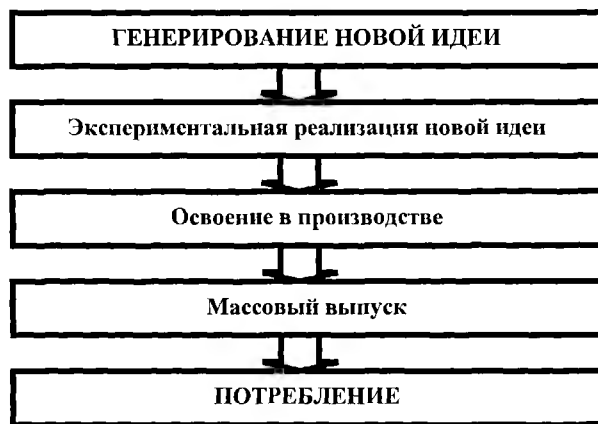 ГЕНЕРИРОВАНИЕ НОВОЙ ИДЕИ
Экспериментальная реализация новой идеи
Освоение в производстве
Массовый выпуск
ПОТРЕБЛЕНИЕ